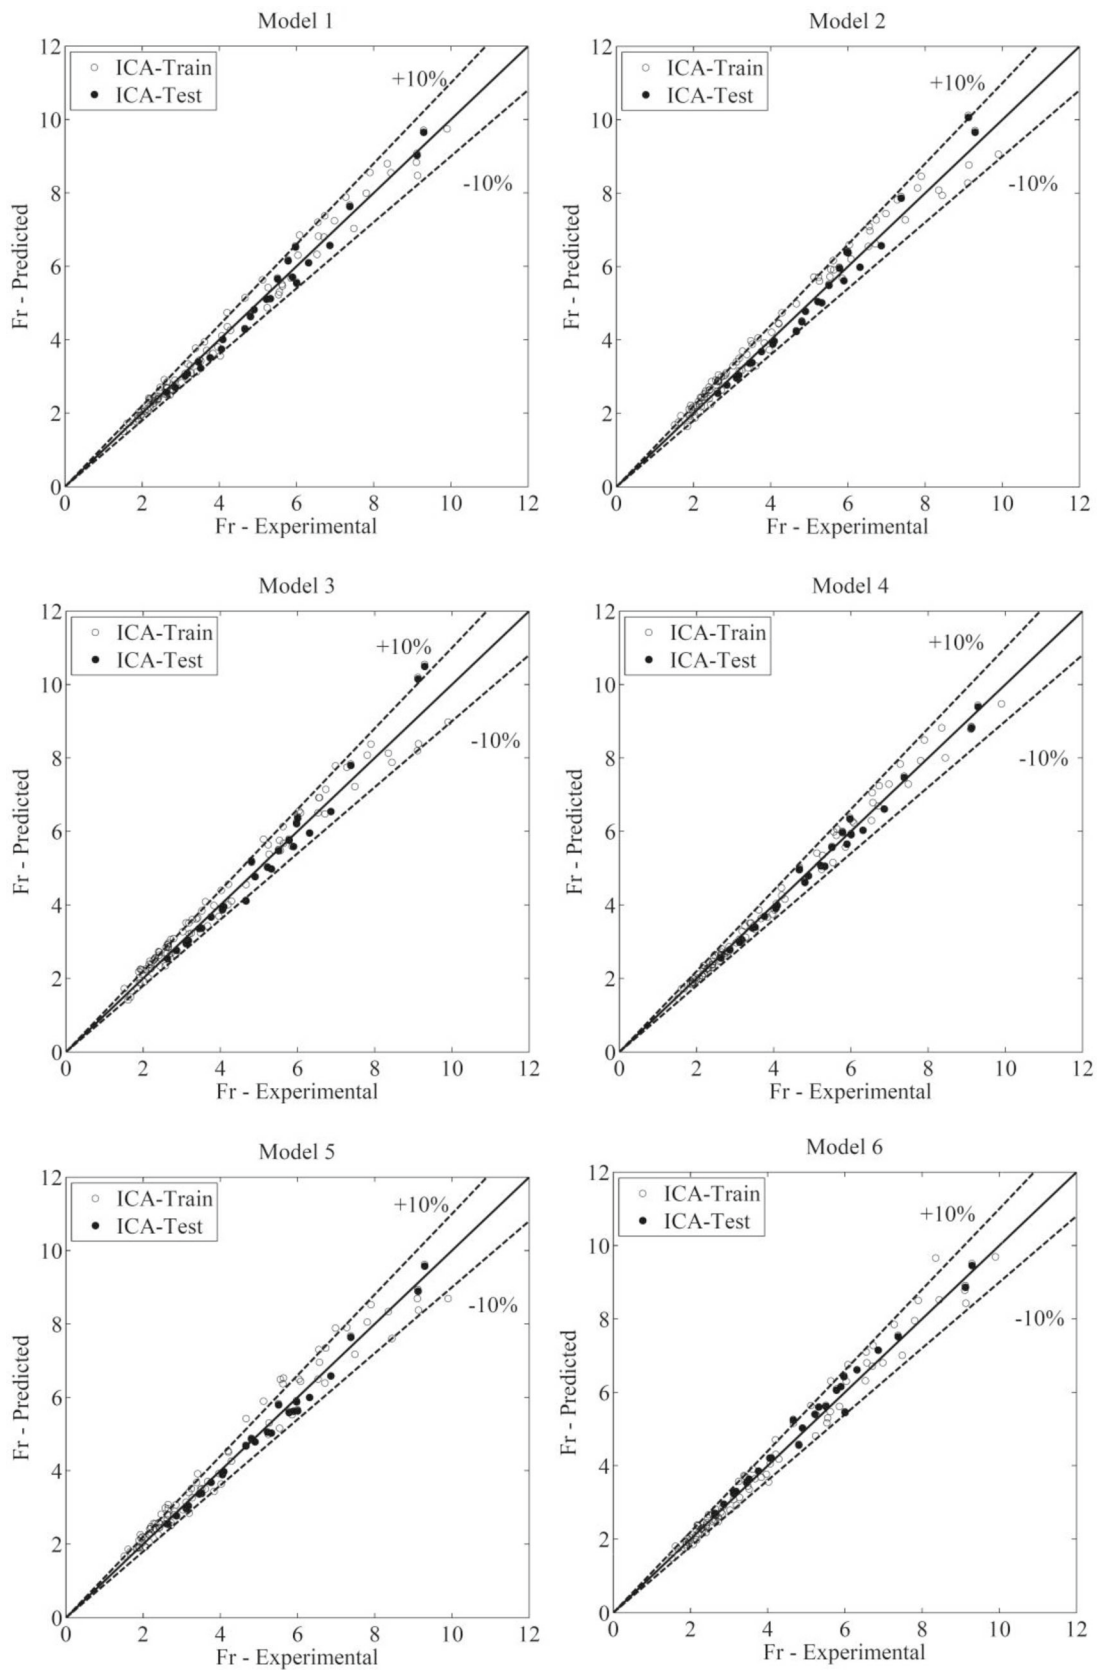 Model 1
12
10
8
6
4
2
0
ICA-Train
ICA-Test
+10%
-10%
0 2 4 6 8 10 12
Fr - Predicted
Fr - Experimental
Model 2
12
10
8
6
4
2
0
ICA-Train
ICA-Test
+10%
-10%
0 2 4 6 8 10 12
Fr - Predicted
Fr - Experimental
Model 3
12
10
8
6
4
2
0
ICA-Train
ICA-Test
+10%
-10%
0 2 4 6 8 10 12
Fr - Predicted
Fr - Experimental
Model 4
12
10
8
6
4
2
0
ICA-Train
ICA-Test
+10%
-10%
0 2 4 6 8 10 12
Fr - Predicted
Fr - Experimental
Model 5
12
10
8
6
4
2
0
ICA-Train
ICA-Test
+10%
-10%
0 2 4 6 8 10 12
Fr - Predicted
Fr - Experimental
Model 6
12
10
8
6
4
2
0
ICA-Train
ICA-Test
+10%
-10%
0 2 4 6 8 10 12
Fr - Predicted
Fr - Experimental